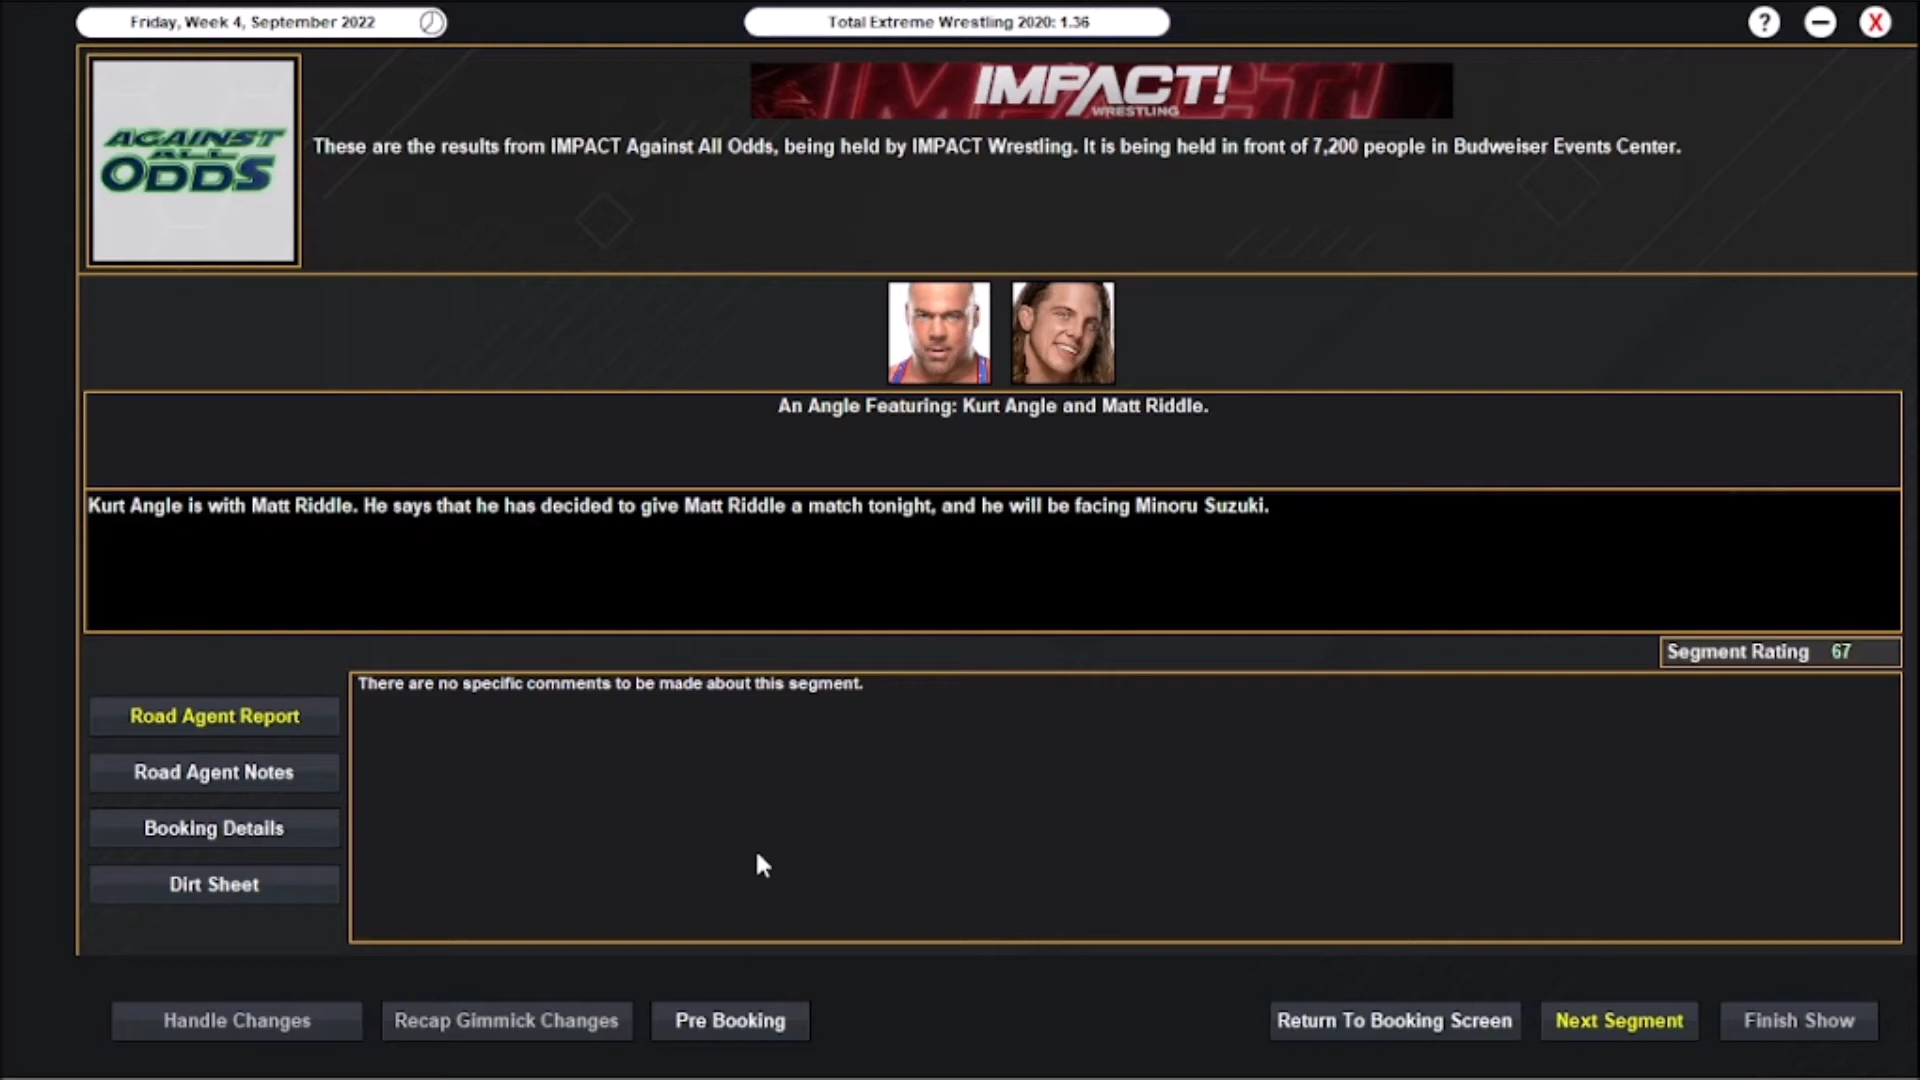 Friday, Week 4, September 2022
Total Extreme Wrestling 2020: 1.36
?
X
AGAINST
ALL
ODDS
IMPACT!
WRESTLING
These are the results from IMPACT Against All Odds, being held by IMPACT Wrestling. It is being held in front of 7,200 people in Budweiser Events Center.
An Angle Featuring: Kurt Angle and Matt Riddle.
Kurt Angle is with Matt Riddle. He says that he has decided to give Matt Riddle a match tonight, and he will be facing Minoru Suzuki.
Segment Rating 67
There are no specific comments to be made about this segment.
Road Agent Report
Road Agent Notes
Booking Details
Dirt Sheet
Handle Changes
Recap Gimmick Changes
Pre Booking
Return To Booking Screen
Next Segment
Finish Show